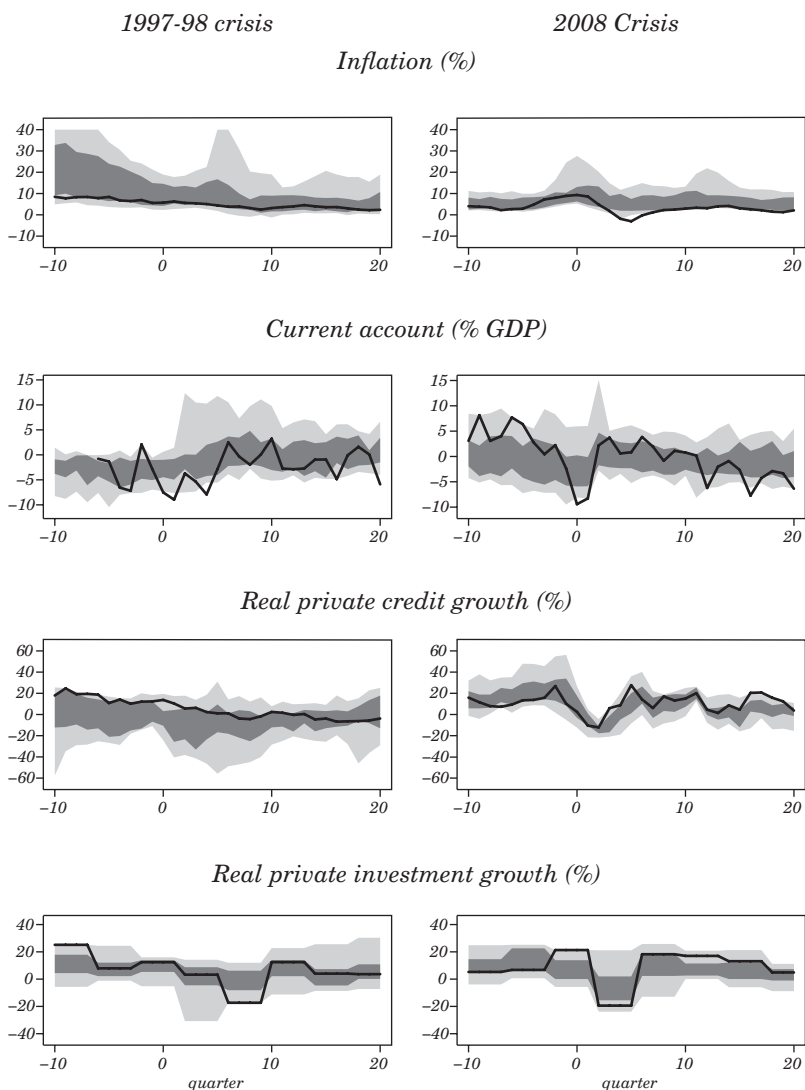 1997-98 crisis 2008 Crisis
Inflation (%)
40 40
30 30
20 20
10 10
0 0
−10 −10
−10 0 10 20 −10 0 10 20
Current account (% GDP)
15 15
10 10
5 5
0 0
−5 −5
−10 −10
−10 0 10 20 −10 0 10 20
Real private credit growth (%)
60 60
40 40
20 20
0 0
−20 −20
−40 −40
−60 −60
−10 0 10 20 −10 0 10 20
Real private investment growth (%)
40 40
20 20
0 0
−20 −20
−40 −40
−10 0 10 20 −10 0 10 20
quarter quarter